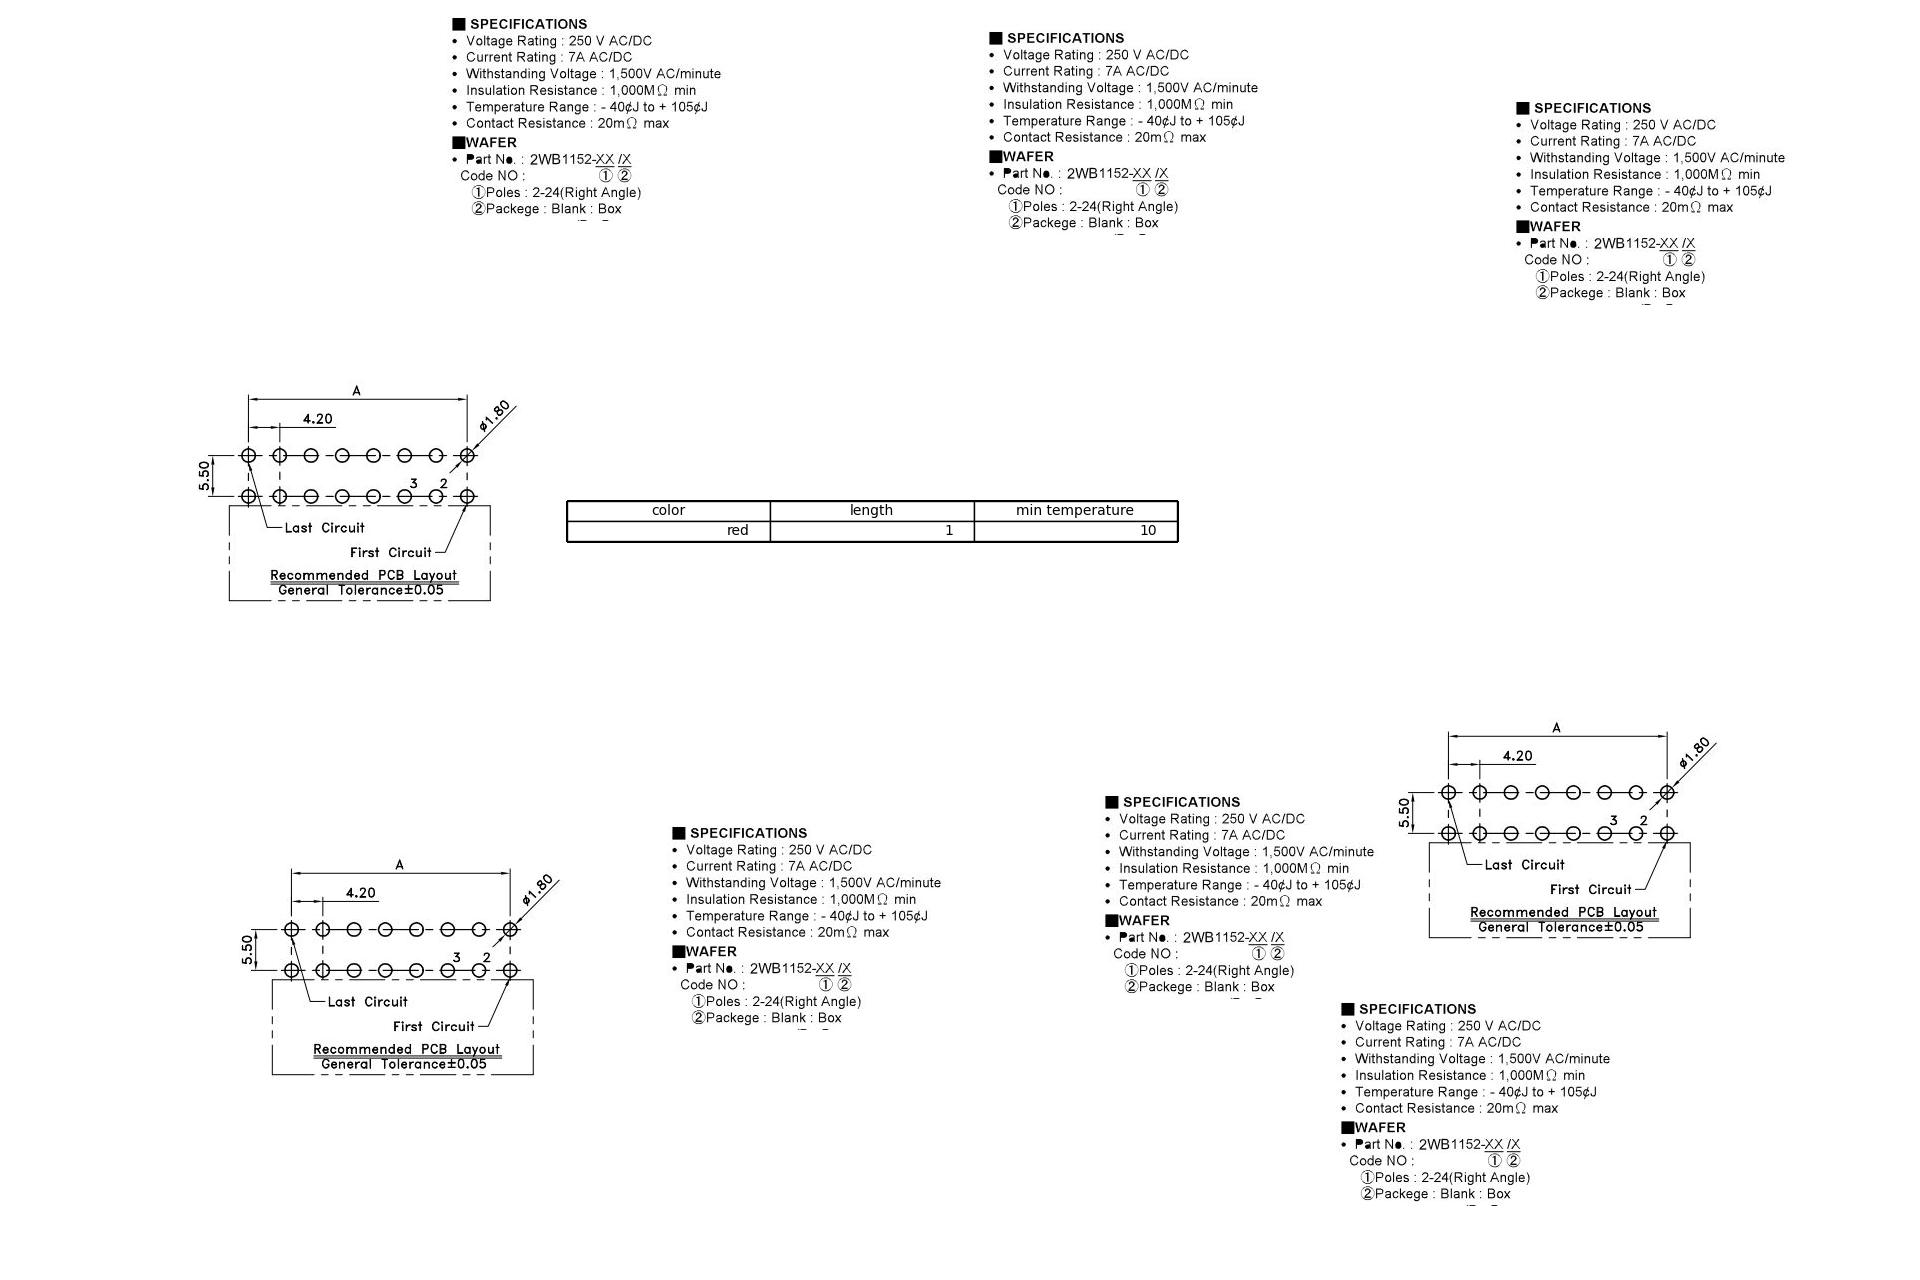 ■ SPECIFICATIONS
• Voltage Rating : 250 V AC/DC
• Current Rating : 7A AC/DC
• Withstanding Voltage : 1,500V AC/minute
• Insulation Resistance : 1,000MΩ min
• Temperature Range : - 40¢J to + 105¢J
• Contact Resistance : 20mΩ max
■WAFER
• Part No. : 2WB1152-XX /X
Code NO : ① ②
①Poles : 2-24(Right Angle)
②Packege : Blank : Box
■ SPECIFICATIONS
• Voltage Rating : 250 V AC/DC
• Current Rating : 7A AC/DC
• Withstanding Voltage : 1,500V AC/minute
• Insulation Resistance : 1,000MΩ min
• Temperature Range : - 40¢J to + 105¢J
• Contact Resistance : 20mΩ max
■WAFER
• Part No. : 2WB1152-XX /X
Code NO : ① ②
①Poles : 2-24(Right Angle)
②Packege : Blank : Box
■ SPECIFICATIONS
• Voltage Rating : 250 V AC/DC
• Current Rating : 7A AC/DC
• Withstanding Voltage : 1,500V AC/minute
• Insulation Resistance : 1,000MΩ min
• Temperature Range : - 40¢J to + 105¢J
• Contact Resistance : 20mΩ max
■WAFER
• Part No. : 2WB1152-XX /X
Code NO : ① ②
①Poles : 2-24(Right Angle)
②Packege : Blank : Box
A
4.20
ø1.80
5.50
3 2
Last Circuit
First Circuit
Recommended PCB Layout
General Tolerance±0.05
color length min temperature
red 1 10
A
4.20
ø1.80
5.50
3 2
Last Circuit
First Circuit
Recommended PCB Layout
General Tolerance±0.05
■ SPECIFICATIONS
• Voltage Rating : 250 V AC/DC
• Current Rating : 7A AC/DC
• Withstanding Voltage : 1,500V AC/minute
• Insulation Resistance : 1,000MΩ min
• Temperature Range : - 40¢J to + 105¢J
• Contact Resistance : 20mΩ max
■WAFER
• Part No. : 2WB1152-XX /X
Code NO : ① ②
①Poles : 2-24(Right Angle)
②Packege : Blank : Box
■ SPECIFICATIONS
• Voltage Rating : 250 V AC/DC
• Current Rating : 7A AC/DC
• Withstanding Voltage : 1,500V AC/minute
• Insulation Resistance : 1,000MΩ min
• Temperature Range : - 40¢J to + 105¢J
• Contact Resistance : 20mΩ max
■WAFER
• Part No. : 2WB1152-XX /X
Code NO : ① ②
①Poles : 2-24(Right Angle)
②Packege : Blank : Box
A
4.20
ø1.80
5.50
3 2
Last Circuit
First Circuit
Recommended PCB Layout
General Tolerance±0.05
■ SPECIFICATIONS
• Voltage Rating : 250 V AC/DC
• Current Rating : 7A AC/DC
• Withstanding Voltage : 1,500V AC/minute
• Insulation Resistance : 1,000MΩ min
• Temperature Range : - 40¢J to + 105¢J
• Contact Resistance : 20mΩ max
■WAFER
• Part No. : 2WB1152-XX /X
Code NO : ① ②
①Poles : 2-24(Right Angle)
②Packege : Blank : Box